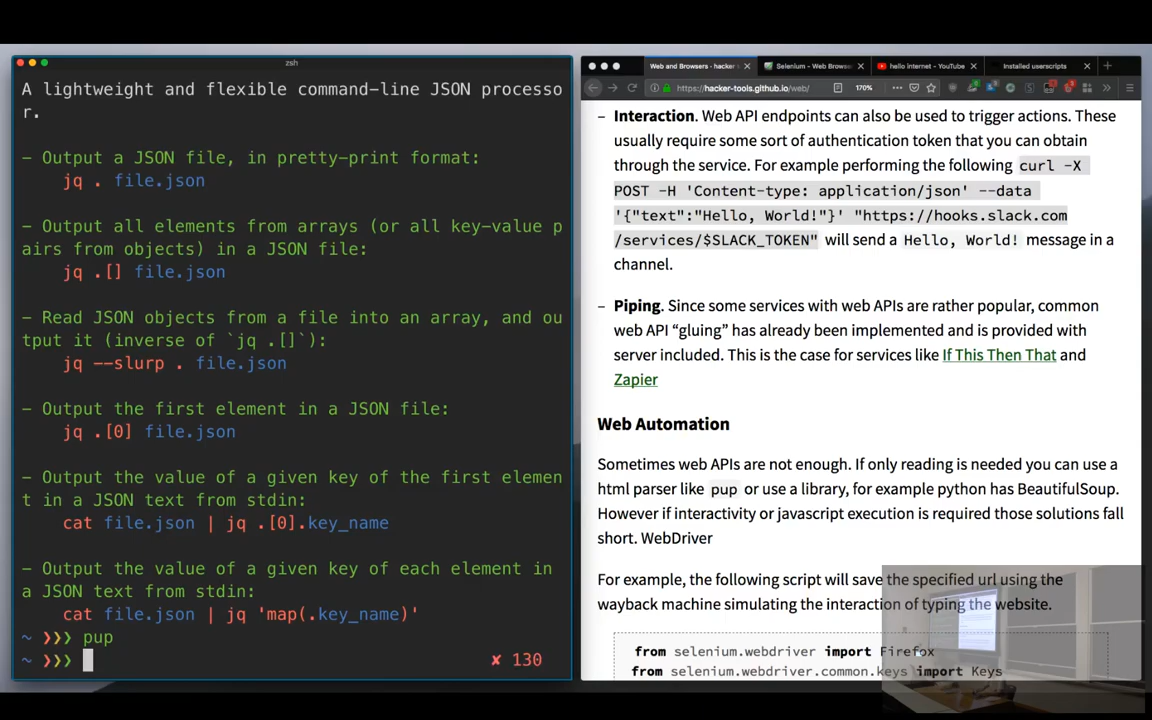 zsh
A lightweight and flexible command-line JSON processo
r.
- Output a JSON file, in pretty-print format:
jq . file.json
- Output all elements from arrays (or all key-value p
airs from objects) in a JSON file:
jq .[] file.json
- Read JSON objects from a file into an array, and ou
tput it (inverse of `jq .[]`):
jq --slurp . file.json
- Output the first element in a JSON file:
jq .[0] file.json
- Output the value of a given key of the first elemen
t in a JSON text from stdin:
cat file.json | jq .[0].key_name
- Output the value of a given key of each element in
a JSON text from stdin:
cat file.json | jq 'map(.key_name)'
~ ❯❯❯ pup
~ ❯❯❯ ✘ 130
Web and Browsers - hacker Selenium - Web Browser hello internet - YouTube Installed userscripts
https://hacker-tools.github.io/web/ 170%
– Interaction. Web API endpoints can also be used to trigger actions. These
usually require some sort of authentication token that you can obtain
through the service. For example performing the following curl -X
POST -H 'Content-type: application/json' --data
'{"text":"Hello, World!"}' "https://hooks.slack.com
/services/$SLACK_TOKEN" will send a Hello, World! message in a
channel.
– Piping. Since some services with web APIs are rather popular, common
web API “gluing” has already been implemented and is provided with
server included. This is the case for services like If This Then That and
Zapier
Web Automation
Sometimes web APIs are not enough. If only reading is needed you can use a
html parser like pup or use a library, for example python has BeautifulSoup.
However if interactivity or javascript execution is required those solutions fall
short. WebDriver
For example, the following script will save the specified url using the
wayback machine simulating the interaction of typing the website.
from selenium.webdriver import Firefox
from selenium.webdriver.common.keys import Keys